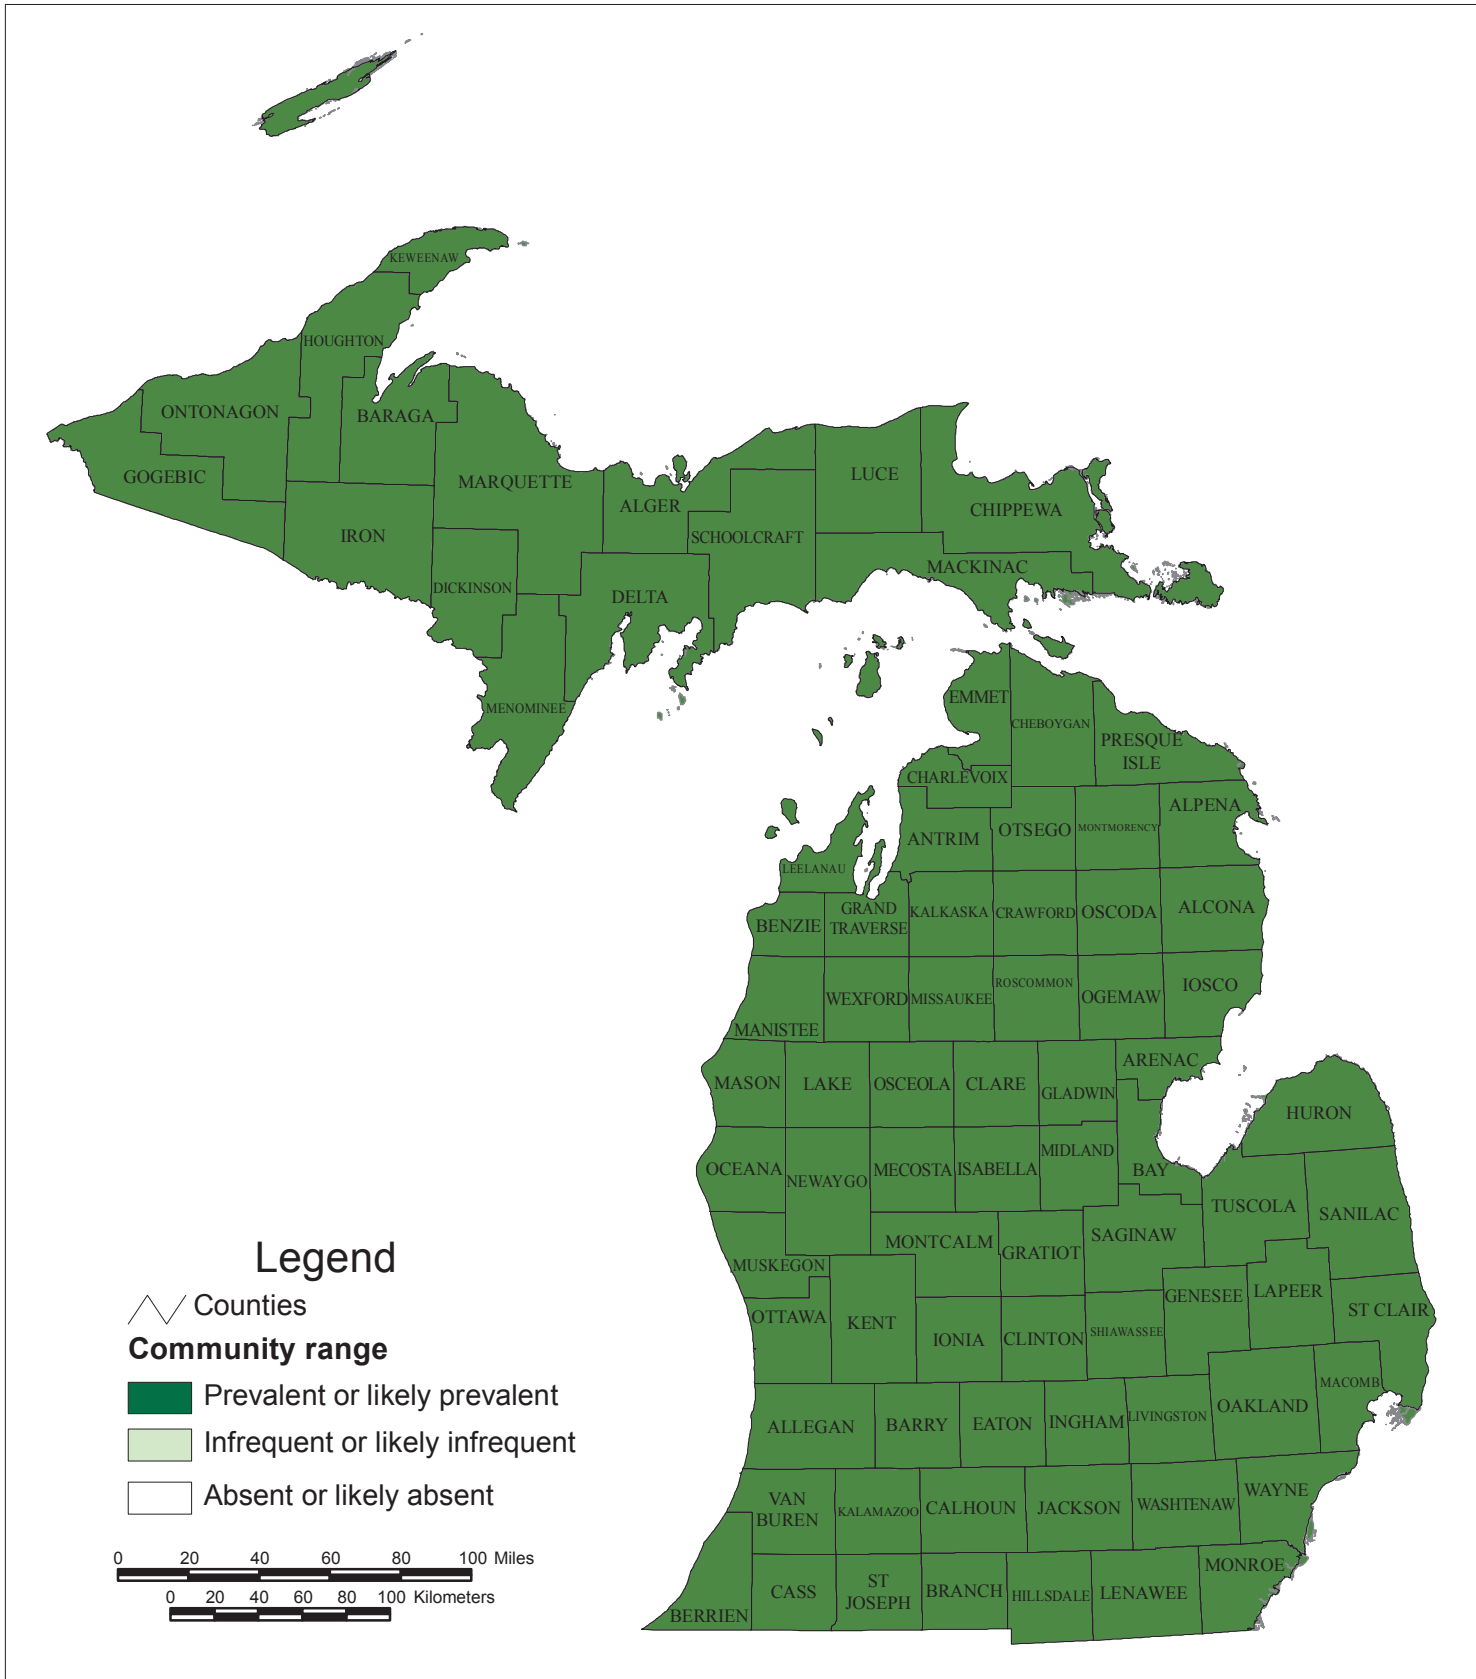 KEWEENAW
HOUGHTON
ONTONAGON
BARAGA
GOGEBIC
MARQUETTE
LUCE
ALGER
CHIPPEWA
IRON
SCHOOLCRAFT
MACKINAC
DICKINSON
DELTA
MENOMINEE
EMMET
CHEBOYGAN
PRESQUE
ISLE
CHARLEVOIX
ALPENA
ANTRIM
OTSEGO
MONTMORENCY
LEELANAU
BENZIE
GRAND
TRAVERSE
KALKASKA
CRAWFORD
OSCODA
ALCONA
MANISTEE
WEXFORD
MISSAUKEE
ROSCOMMON
OGEMAW
IOSCO
ARENAC
MASON
LAKE
OSCEOLA
CLARE
GLADWIN
HURON
OCEANA
NEWAYGO
MECOSTA
ISABELLA
MIDLAND
BAY
TUSCOLA
SANILAC
MUSKEGON
MONTCALM
GRATIOT
SAGINAW
GENESEE
LAPEER
ST CLAIR
OTTAWA
KENT
IONIA
CLINTON
SHIAWASSEE
ALLEGAN
BARRY
EATON
INGHAM
LIVINGSTON
OAKLAND
MACOMB
VAN
BUREN
KALAMAZOO
CALHOUN
JACKSON
WASHTENAW
WAYNE
BERRIEN
CASS
ST
JOSEPH
BRANCH
HILLSDALE
LENAWEE
MONROE
Legend
Counties
Community range
Prevalent or likely prevalent
Infrequent or likely infrequent
Absent or likely absent
0 20 40 60 80 100 Miles
0 20 40 60 80 100 Kilometers